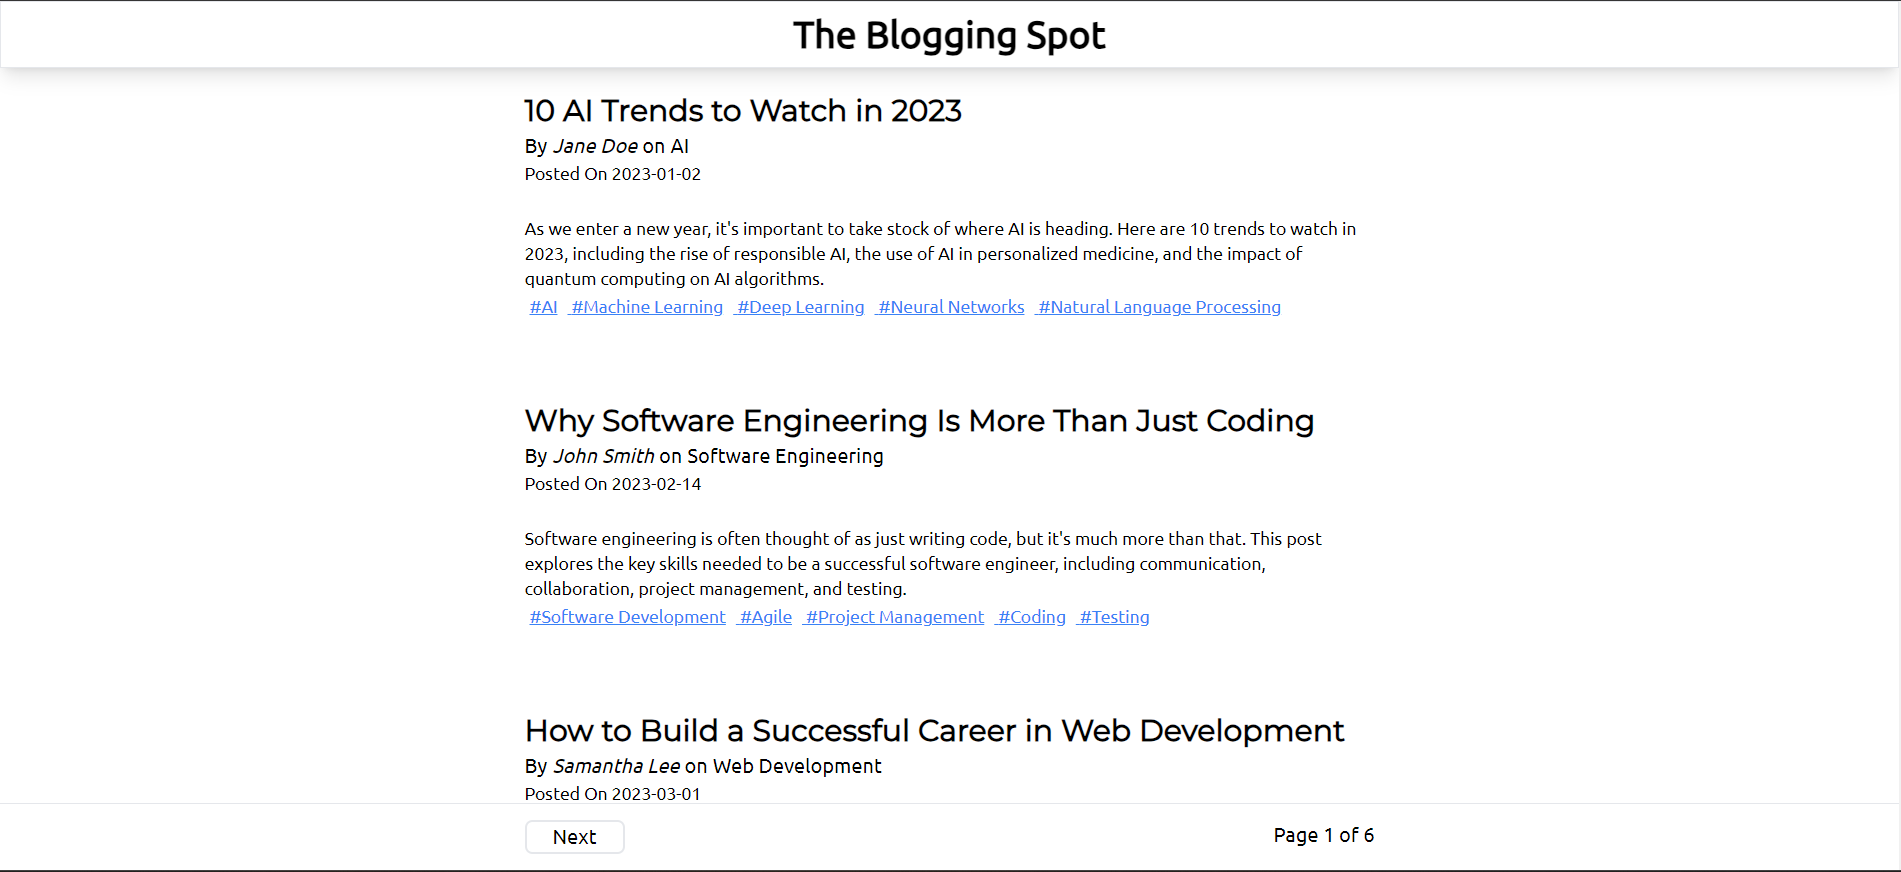 The Blogging Spot
10 AI Trends to Watch in 2023
By Jane Doe on AI
Posted On 2023-01-02
As we enter a new year, it's important to take stock of where AI is heading. Here are 10 trends to watch in
2023, including the rise of responsible AI, the use of AI in personalized medicine, and the impact of
quantum computing on AI algorithms.
#AI #Machine Learning #Deep Learning #Neural Networks #Natural Language Processing
Why Software Engineering Is More Than Just Coding
By John Smith on Software Engineering
Posted On 2023-02-14
Software engineering is often thought of as just writing code, but it's much more than that. This post
explores the key skills needed to be a successful software engineer, including communication,
collaboration, project management, and testing.
#Software Development #Agile #Project Management #Coding #Testing
How to Build a Successful Career in Web Development
By Samantha Lee on Web Development
Posted On 2023-03-01
Next
Page 1 of 6